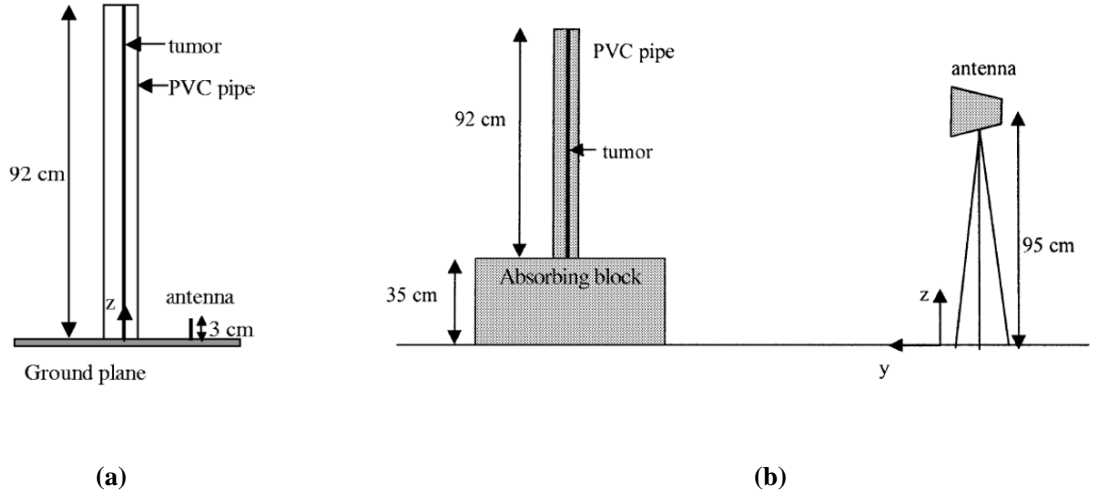 tumor
PVC pipe
92 cm
z
antenna
3 cm
Ground plane
(a)
PVC pipe
antenna
92 cm
tumor
95 cm
Absorbing block
35 cm
z
y
(b)